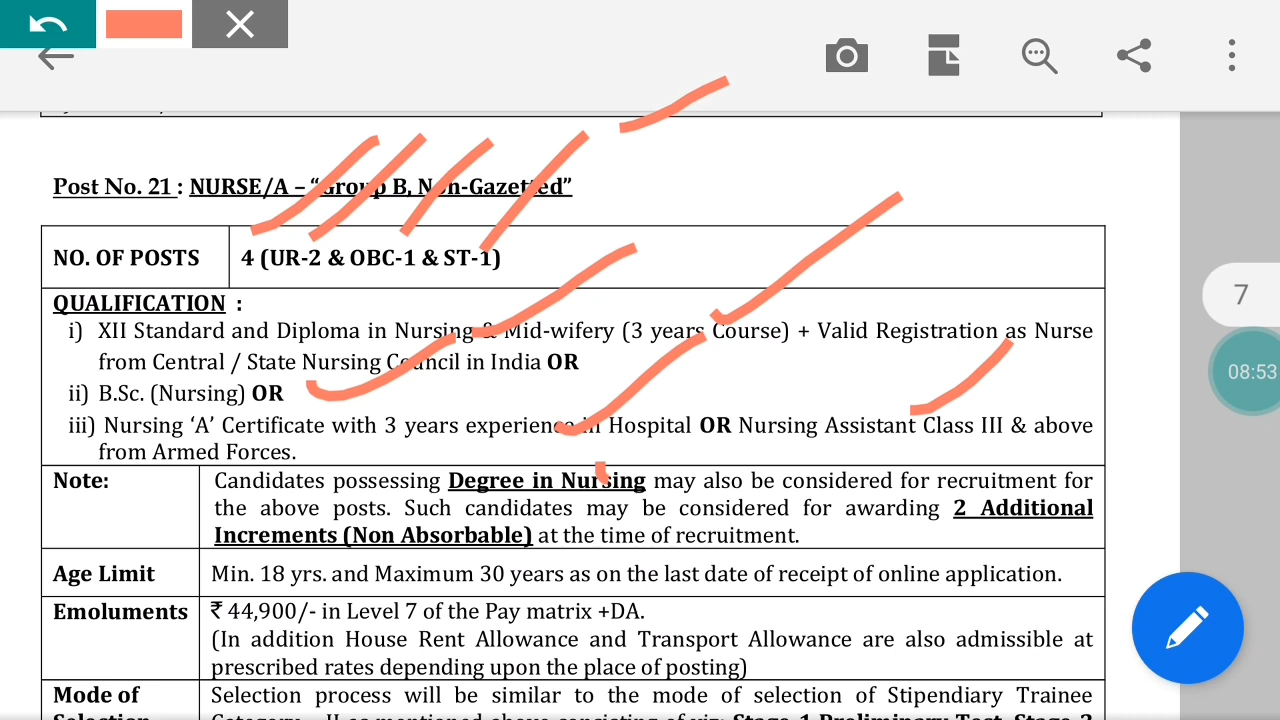 Post No. 21 : NURSE/A – “Group B, Non-Gazetted”
NO. OF POSTS 4 (UR-2 & OBC-1 & ST-1)
7
QUALIFICATION :
i) XII Standard and Diploma in Nursing & Mid-wifery (3 years Course) + Valid Registration as Nurse
from Central / State Nursing Council in India OR
08:53
ii) B.Sc. (Nursing) OR
iii) Nursing ‘A’ Certificate with 3 years experience in Hospital OR Nursing Assistant Class III & above
from Armed Forces.
Note: Candidates possessing Degree in Nursing may also be considered for recruitment for
the above posts. Such candidates may be considered for awarding 2 Additional
Increments (Non Absorbable) at the time of recruitment.
Age Limit Min. 18 yrs. and Maximum 30 years as on the last date of receipt of online application.
Emoluments ₹ 44,900/- in Level 7 of the Pay matrix +DA.
(In addition House Rent Allowance and Transport Allowance are also admissible at
prescribed rates depending upon the place of posting)
Mode of Selection process will be similar to the mode of selection of Stipendiary Trainee